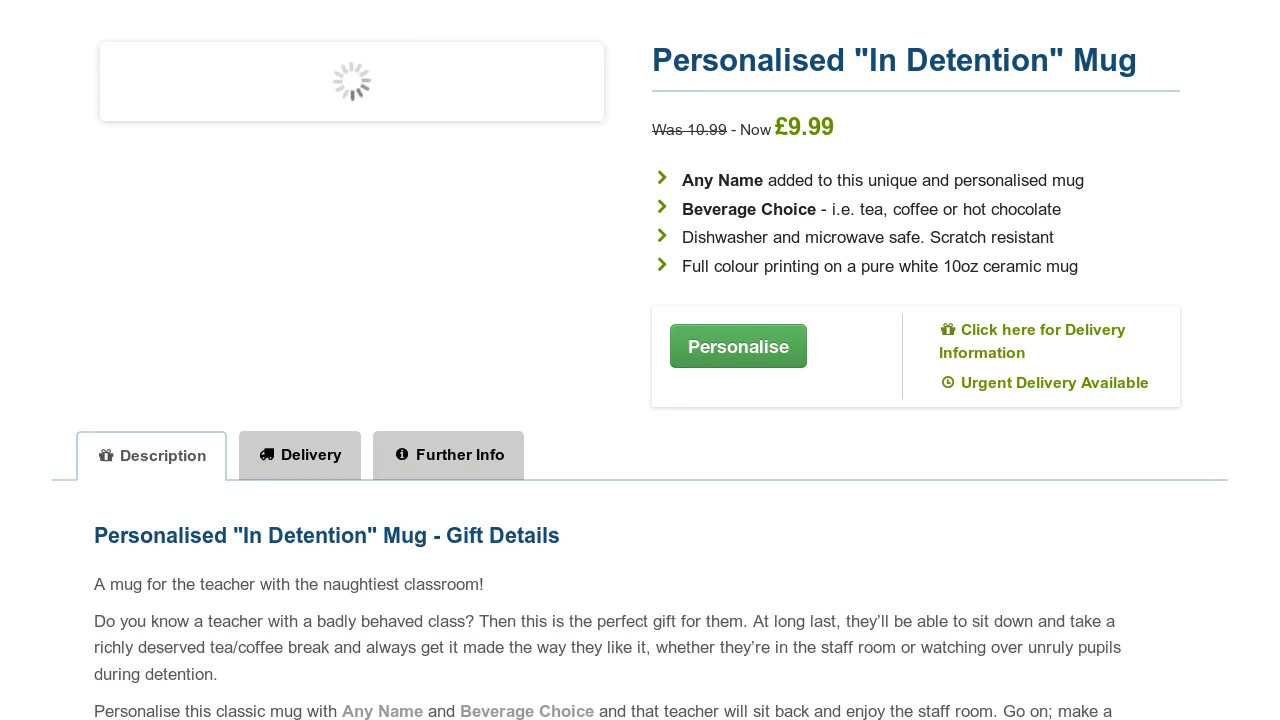 Personalised "In Detention" Mug
Was 10.99 - Now £9.99
Any Name added to this unique and personalised mug
Beverage Choice - i.e. tea, coffee or hot chocolate
Dishwasher and microwave safe. Scratch resistant
Full colour printing on a pure white 10oz ceramic mug
Personalise
Click here for Delivery
Information
Urgent Delivery Available
Description
Delivery
Further Info
Personalised "In Detention" Mug - Gift Details
A mug for the teacher with the naughtiest classroom!
Do you know a teacher with a badly behaved class? Then this is the perfect gift for them. At long last, they’ll be able to sit down and take a
richly deserved tea/coffee break and always get it made the way they like it, whether they’re in the staff room or watching over unruly pupils
during detention.
Personalise this classic mug with Any Name and Beverage Choice and that teacher will sit back and enjoy the staff room. Go on; make a